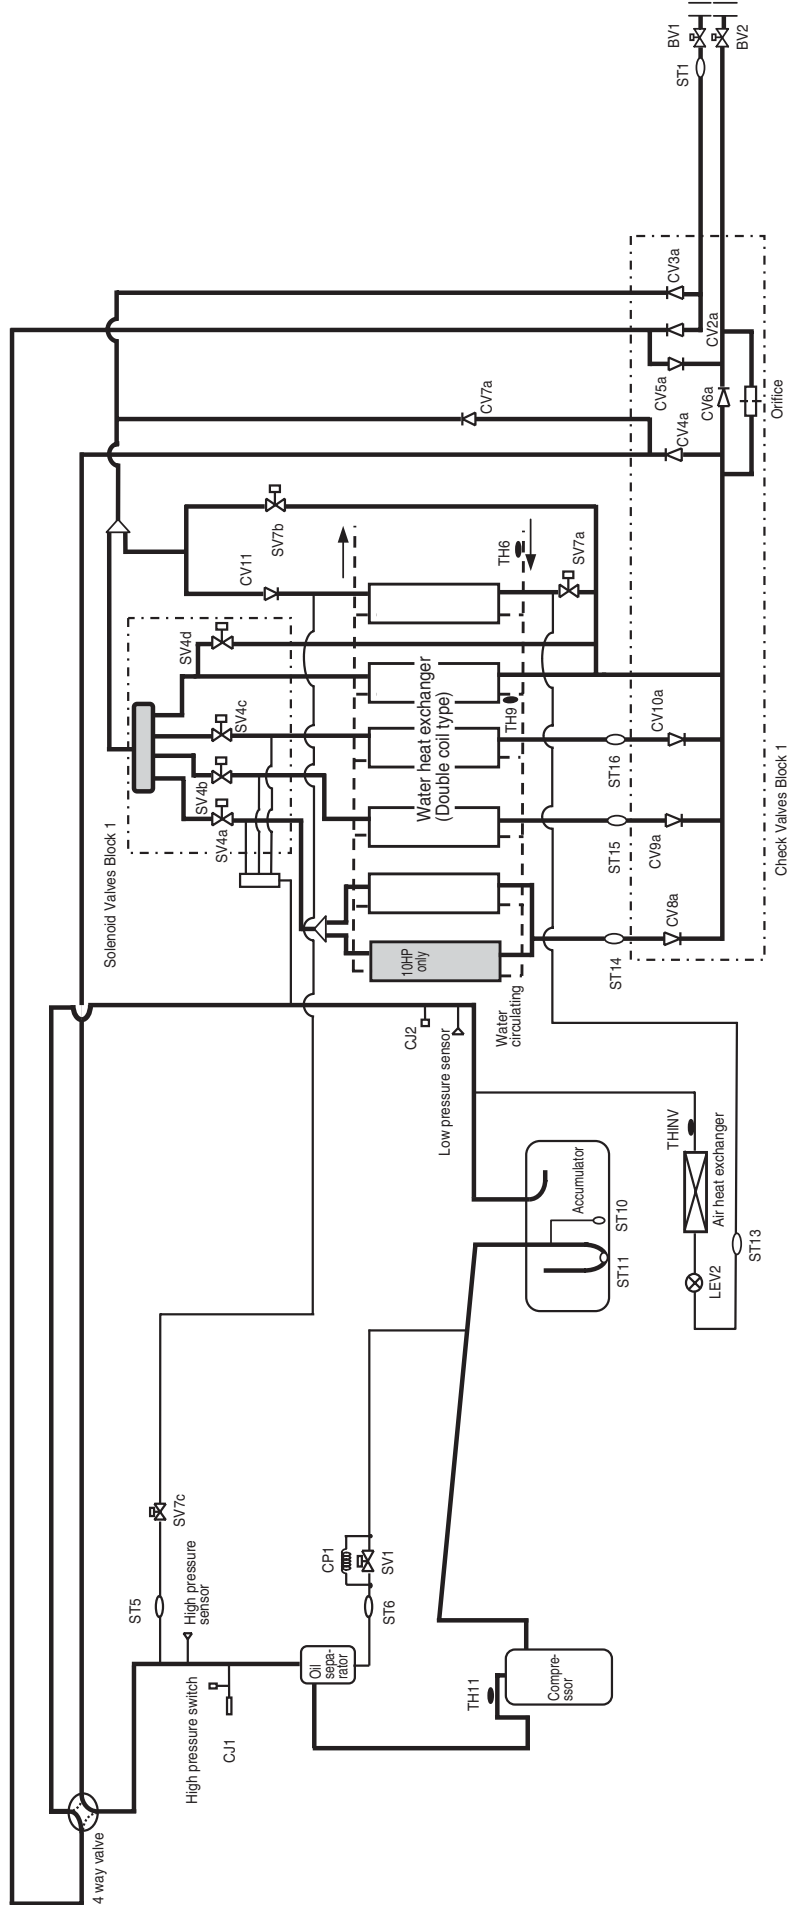 BV1
BV2
ST1
CV3a
CV2a
CV5a
CV6a
CV7a
CV4a
Orifice
SV7b
CV11
TH6
SV7a
SV4d
SV4c
SV4b
SV4a
Solenoid Valves Block 1
Water heat exchanger
(Double coil type)
TH9
CV10a
ST16
ST15
CV9a
CV8a
ST14
Check Valves Block 1
10HP
only
Water
circulating
CJ2
Low pressure sensor
THINV
Air heat exchanger
Accumulator
ST10
ST11
LEV2
ST13
SV7c
ST5
High pressure
sensor
CP1
SV1
ST6
High pressure switch
CJ1
Oil
sepa-
rator
TH11
Compre-
ssor
4 way valve